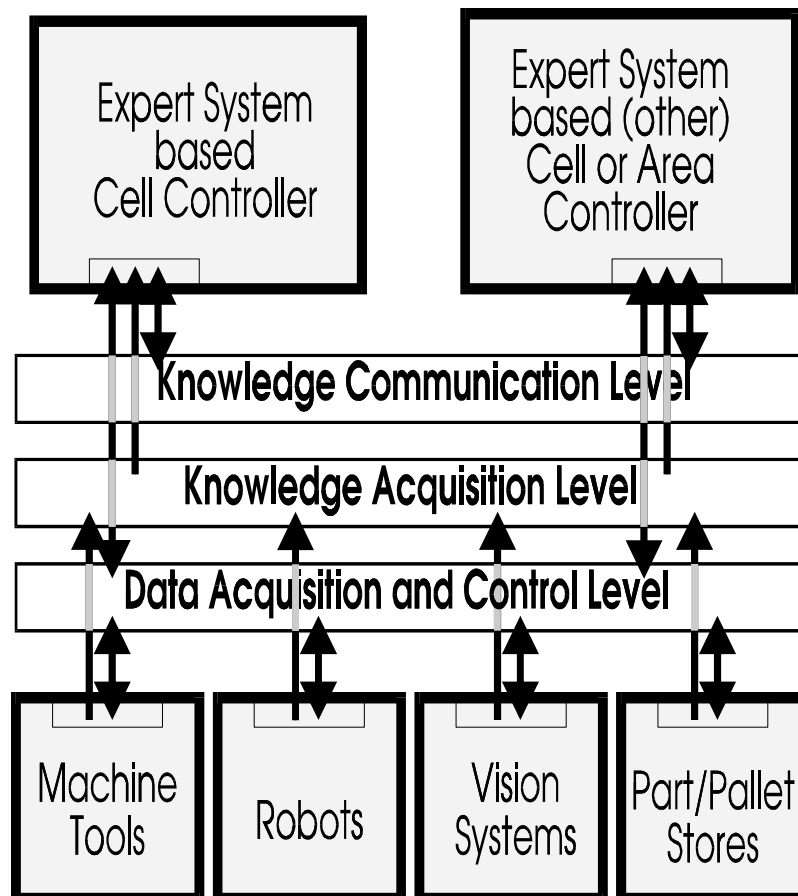 Expert System
based
Cell Controller
Expert System
based (other)
Cell or Area
Controller
Knowledge Communication Level
Knowledge Acquisition Level
Data Acquisition and Control Level
Machine
Tools
Robots
Vision
Systems
Part/Pallet
Stores